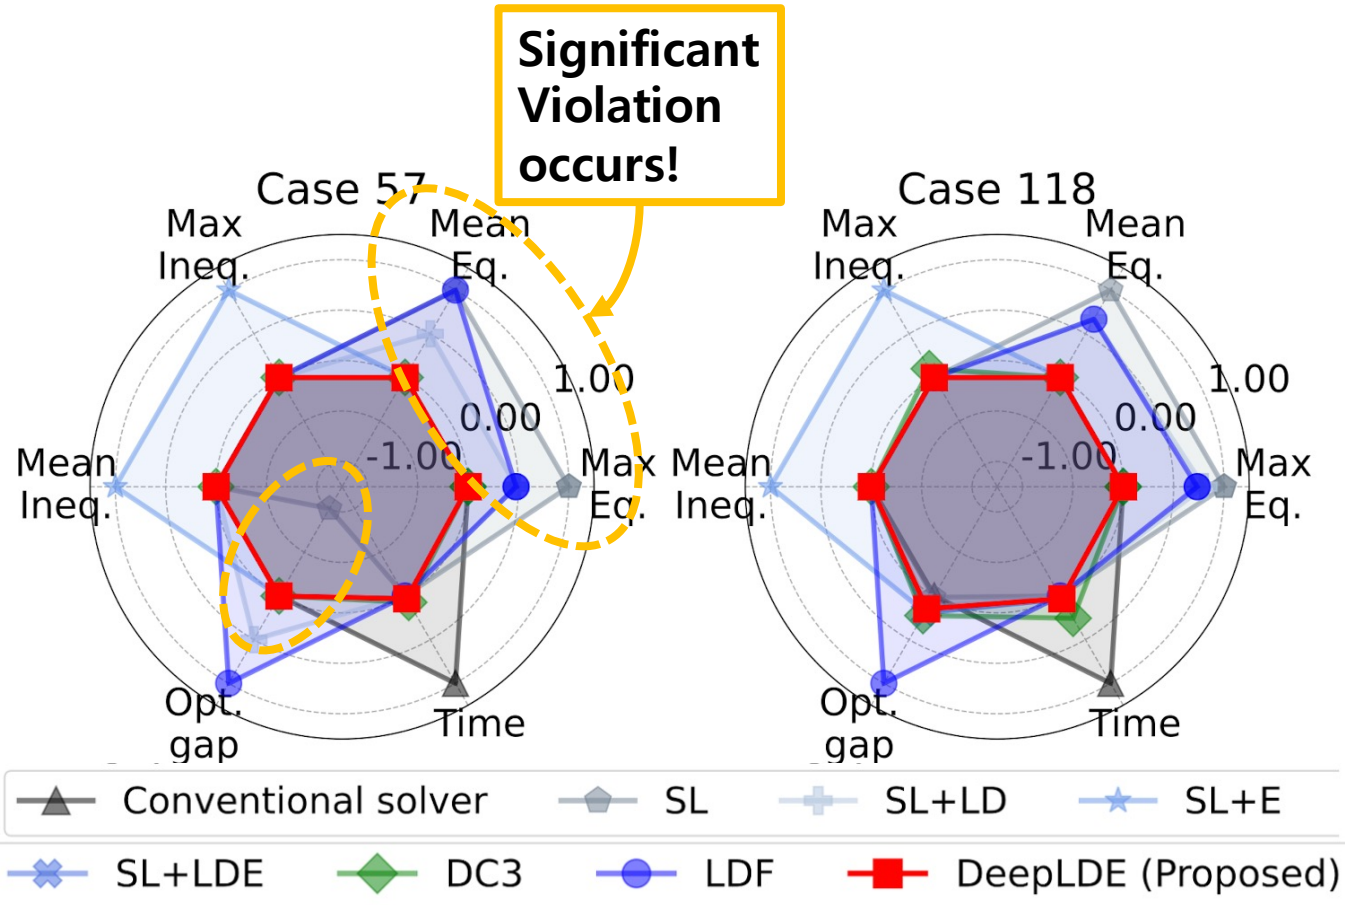 Significant
Violation
occurs!
Case 57
Max
Ineq.
Mean
Eq.
1.00
0.00
-1.00
Mean
Ineq.
Max
Eq.
Opt.
gap
Time
Case 118
Max
Ineq.
Mean
Eq.
1.00
0.00
-1.00
Mean
Ineq.
Max
Eq.
Opt.
gap
Time
Conventional solver SL SL+LD SL+E
SL+LDE DC3 LDF DeepLDE (Proposed)